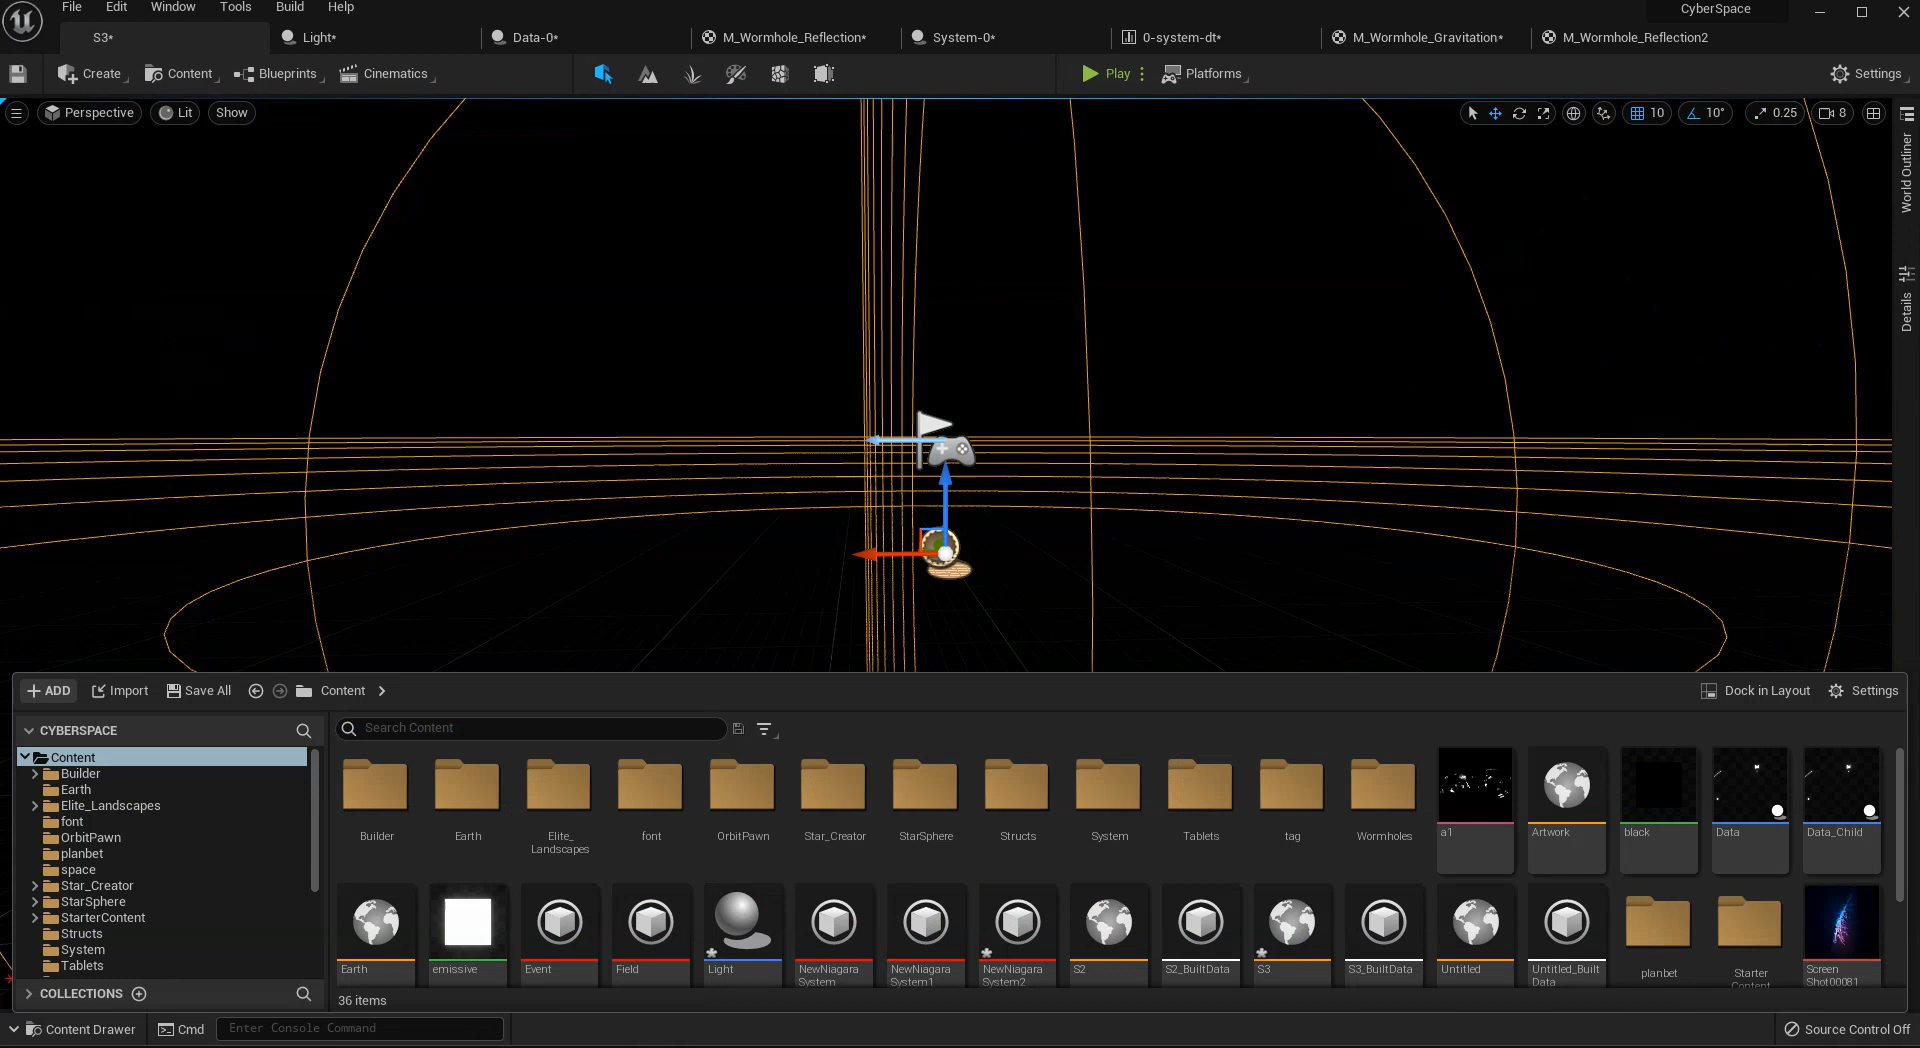 File Edit Window Tools Build Help
CyberSpace
S3*
Light*
Data-0*
M_Wormhole_Reflection*
System-0*
0-system-dt*
M_Wormhole_Gravitation*
M_Wormhole_Reflection2
Create Content Blueprints Cinematics Play Platforms Settings
Perspective Lit Show 10 10° 0.25 8
World Outliner
Details
ADD Import Save All Content Dock in Layout Settings
CYBERSPACE
Search Content
Content
Builder
Earth
Elite_Landscapes
font
OrbitPawn
planbet
space
Star_Creator
StarSphere
StarterContent
Structs
System
Tablets
COLLECTIONS
Builder
Earth
Elite_
Landscapes
font
OrbitPawn
Star_Creator
StarSphere
Structs
System
Tablets
tag
Wormholes
a1
Artwork
black
Data
Data_Child
Earth
emissive
Event
Field
Light
NewNiagara
System
NewNiagara
System1
NewNiagara
System2
S2
S2_BuiltData
S3
S3_BuiltData
Untitled
Untitled_Built
Data
planbet
Starter
Content
Screen
Shot00081
36 items
Content Drawer Cmd Enter Console Command Source Control Off